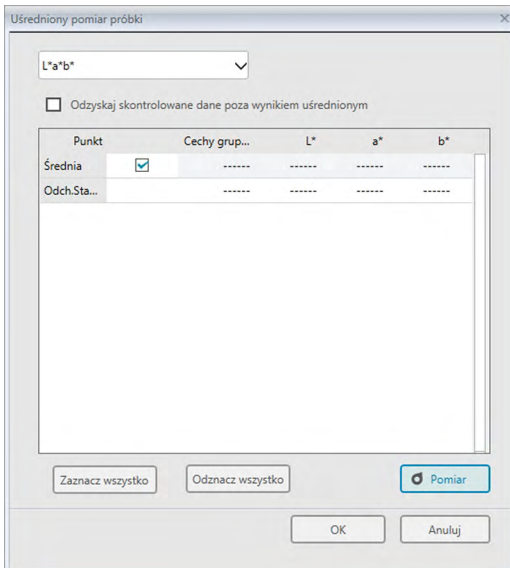 Uśredniony pomiar próbki
L*a*b*
Odzyskaj skontrolowane dane poza wynikiem uśrednionym
Punkt Cechy grup... L* a* b*
Średnia ------ ------ ------ ------
Odch.Sta... ------ ------ ------ ------
Zaznacz wszystko Odznacz wszystko Pomiar
OK Anuluj